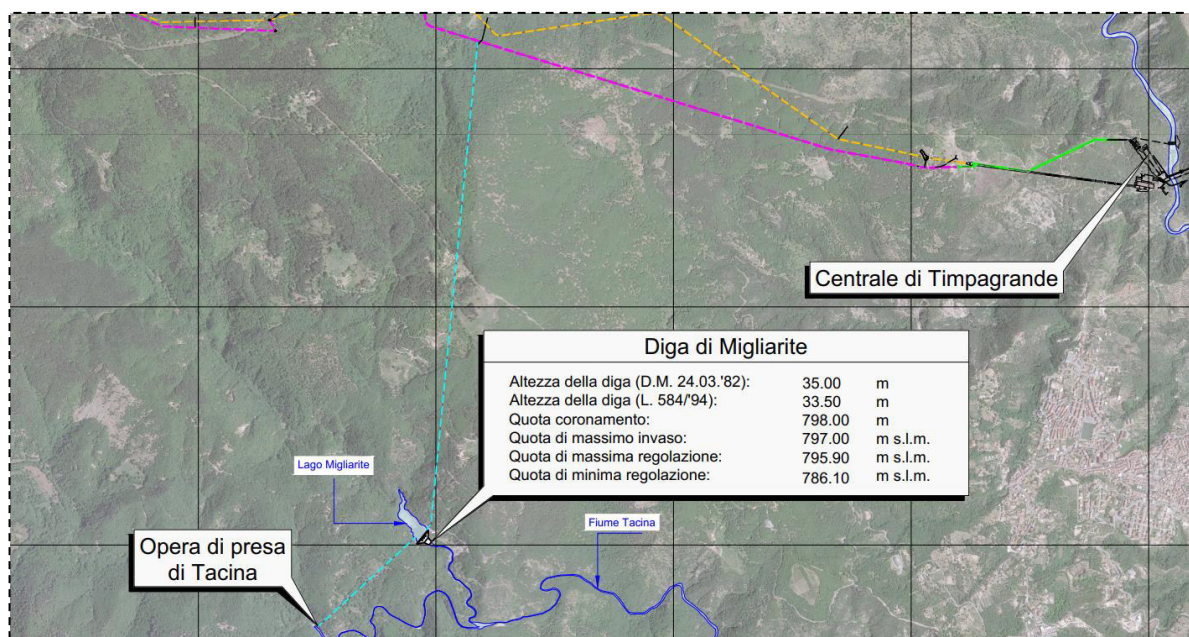 Centrale di Timpagrande
Diga di Migliarite
Altezza della diga (D.M. 24.03.'82): 35.00 m
Altezza della diga (L. 584/'94): 33.50 m
Quota coronamento: 798.00 m
Quota di massimo invaso: 797.00 m s.l.m.
Quota di massima regolazione: 795.90 m s.l.m.
Quota di minima regolazione: 786.10 m s.l.m.
Lago Migliarite
Fiume Tacina
Opera di presa
di Tacina